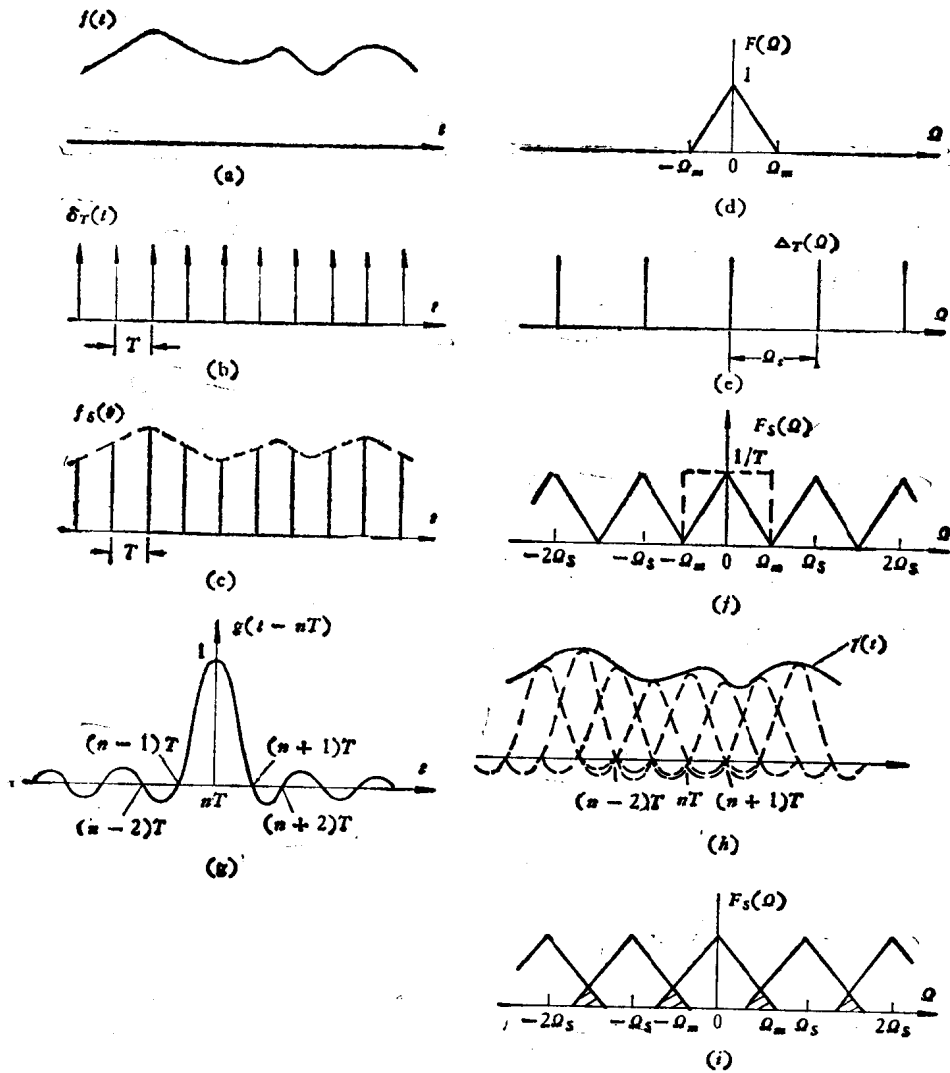 f(t)
t
(a)
F(Ω)
1
−Ωm 0 Ωm
Ω
(d)
δT(t)
t
T
(b)
ΔT(Ω)
Ω
Ωs
(e)
fδ(t)
t
T
(c)
FS(Ω)
1/T
−2ΩS −ΩS −Ωm 0 Ωm ΩS 2ΩS
Ω
(f)
g(t − nT)
1
(n − 1)T (n + 1)T
t
nT
(n − 2)T (n + 2)T
(g)
f(t)
(n − 2)T nT (n + 1)T
(h)
FS(Ω)
Ω
−2ΩS −ΩS −Ωm 0 Ωm ΩS 2ΩS
(i)